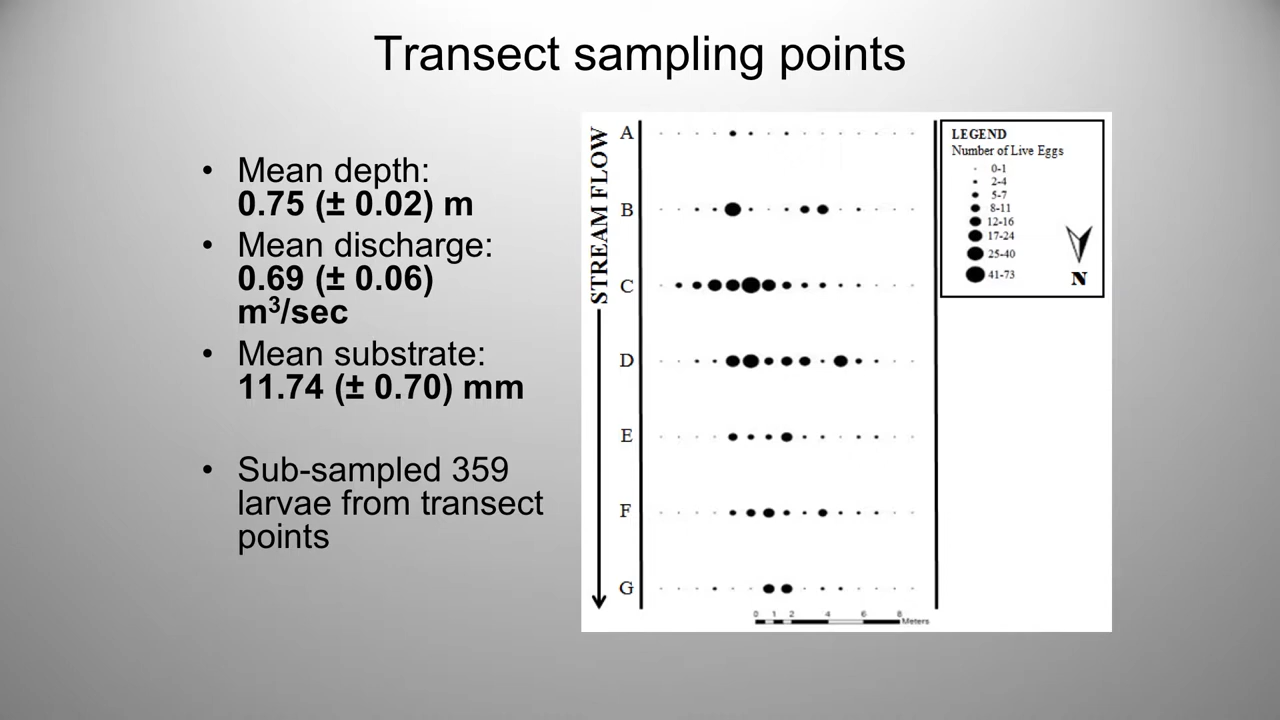 Transect sampling points
• Mean depth:
0.75 (± 0.02) m
• Mean discharge:
0.69 (± 0.06)
m³/sec
• Mean substrate:
11.74 (± 0.70) mm
• Sub-sampled 359
larvae from transect
points
STREAM FLOW
A
B
C
D
E
F
G
0 1 2 4 6 8
Meters
LEGEND
Number of Live Eggs
0-1
2-4
5-7
8-11
12-16
17-24
25-40
41-73
N